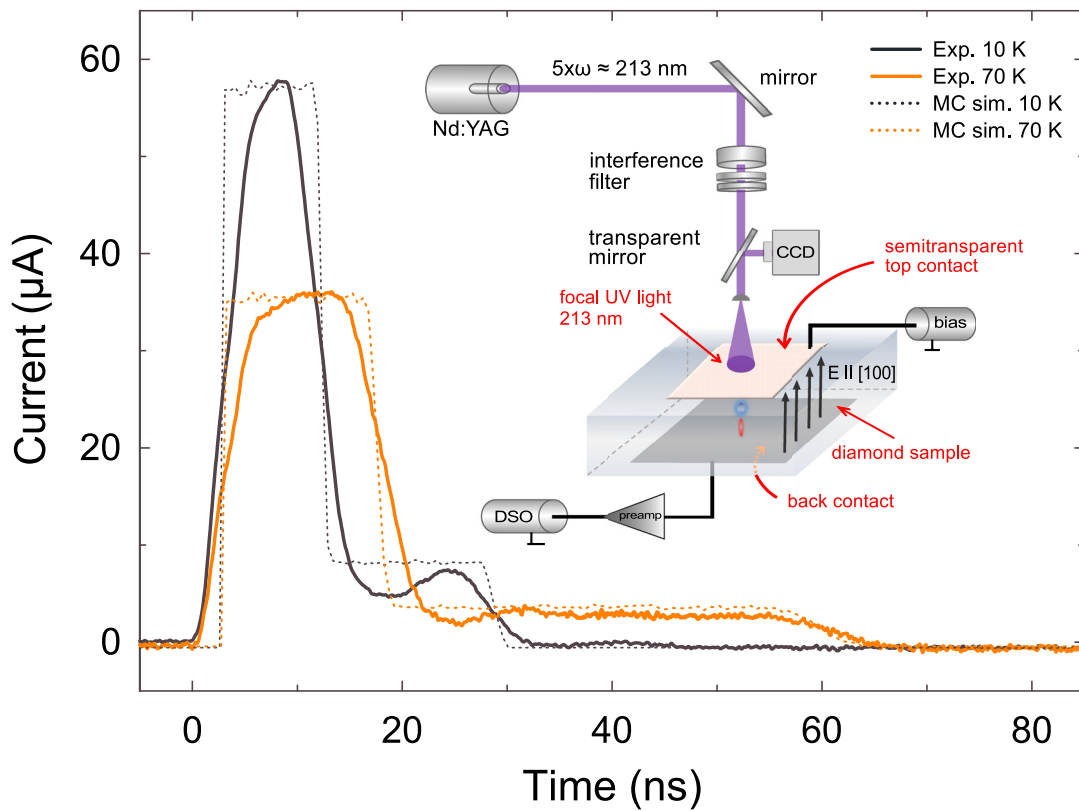 60
40
20
0
0
20
40
60
80
Current (µA)
Time (ns)
Exp. 10 K
Exp. 70 K
MC sim. 10 K
MC sim. 70 K
5xω ≈ 213 nm
mirror
Nd:YAG
interference
filter
transparent
mirror
CCD
semitransparent
top contact
focal UV light
213 nm
bias
E II [100]
diamond sample
back contact
DSO
preamp